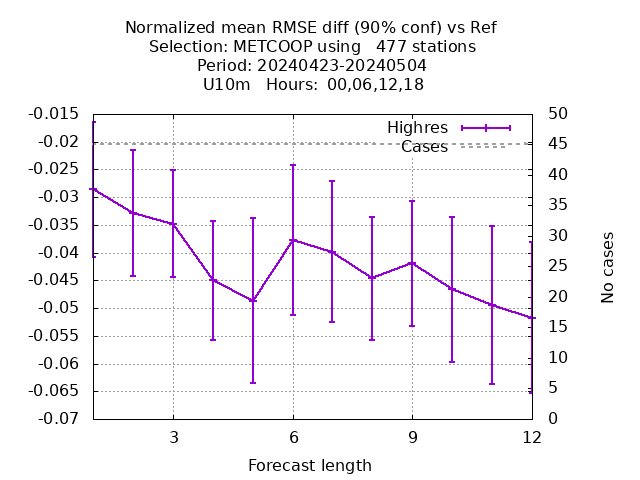 Normalized mean RMSE diff (90% conf) vs Ref
Selection: METCOOP using   477 stations
Period: 20240423-20240504
U10m   Hours:  00,06,12,18
Highres
Cases
-0.015
-0.02
-0.025
-0.03
-0.035
-0.04
-0.045
-0.05
-0.055
-0.06
-0.065
-0.07
50
45
40
35
30
25
20
15
10
5
0
No cases
3 6 9 12
Forecast length